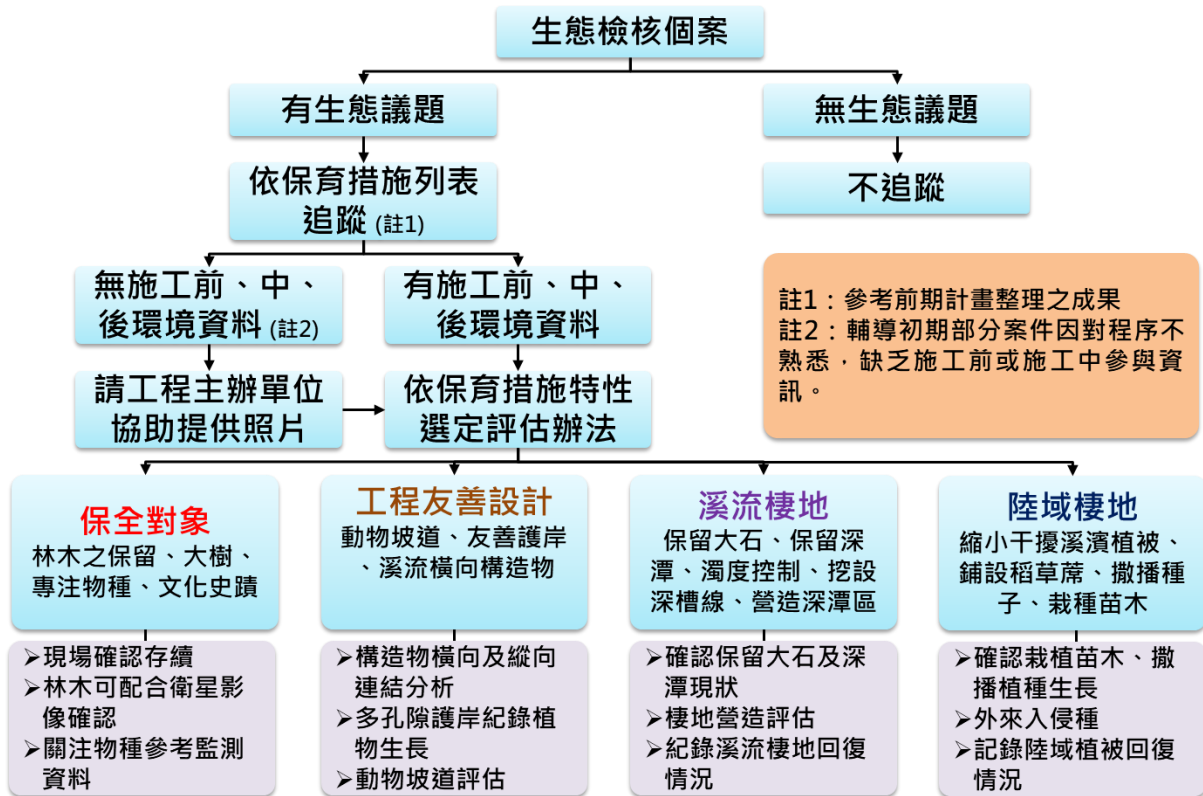 生態檢核個案
有生態議題
無生態議題
依保育措施列表
追蹤 (註1)
不追蹤
無施工前、中、
後環境資料 (註2)
有施工前、中、
後環境資料
註1：參考前期計畫整理之成果
註2：輔導初期部分案件因對程序不
熟悉，缺乏施工前或施工中參與資
訊。
請工程主辦單位
協助提供照片
依保育措施特性
選定評估辦法
保全對象
林木之保留、大樹、
專注物種、文化史蹟
工程友善設計
動物坡道、友善護岸
、溪流橫向構造物
溪流棲地
保留大石、保留深
潭、濁度控制、挖設
深槽線、營造深潭區
陸域棲地
縮小干擾溪濱植被、
鋪設稻草蓆、撒播種
子、栽種苗木
➢現場確認存續
➢林木可配合衛星影
像確認
➢關注物種參考監測
資料
➢構造物橫向及縱向
連結分析
➢多孔隙護岸紀錄植
物生長
➢動物坡道評估
➢確認保留大石及深
潭現狀
➢棲地營造評估
➢紀錄溪流棲地回復
情況
➢確認栽植苗木、撒
播植種生長
➢外來入侵種
➢記錄陸域植被回復
情況